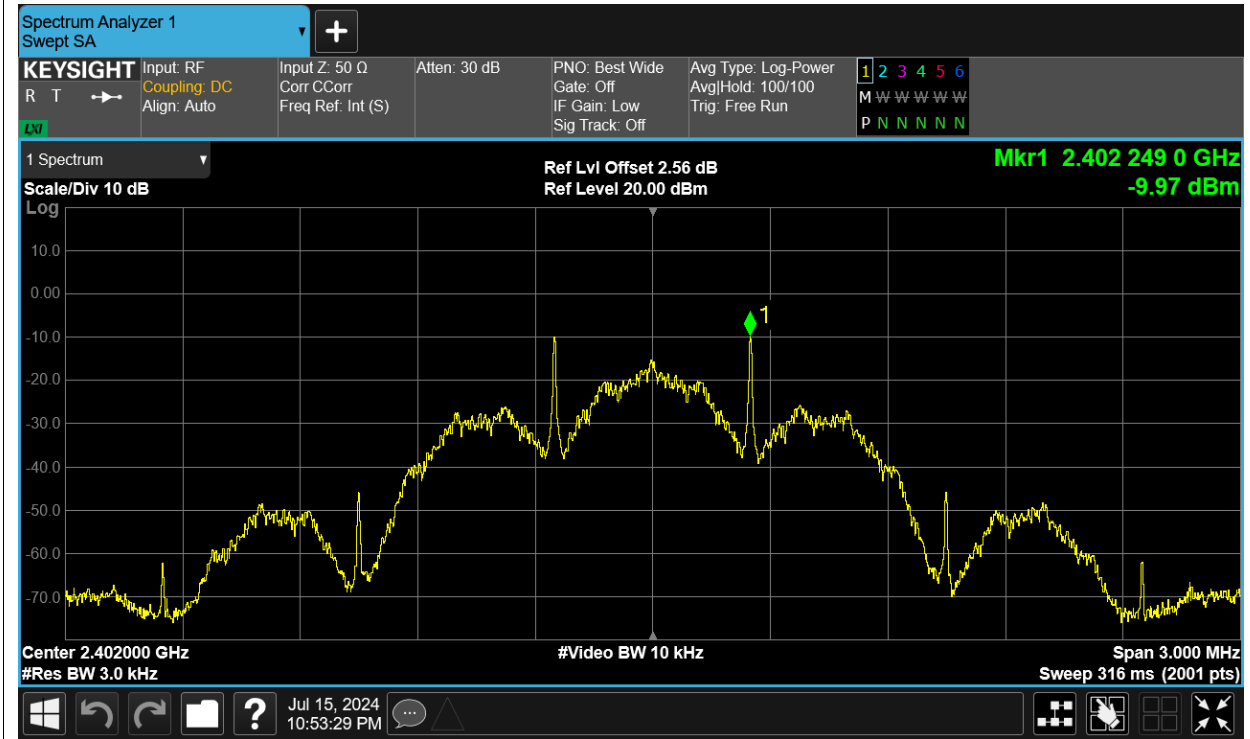 Spectrum Analyzer 1
Swept SA
KEYSIGHT
R T
LXI
Input: RF
Coupling: DC
Align: Auto
Input Z: 50 Ω
Corr CCorr
Freq Ref: Int (S)
Atten: 30 dB
PNO: Best Wide
Gate: Off
IF Gain: Low
Sig Track: Off
Avg Type: Log-Power
Avg|Hold: 100/100
Trig: Free Run
1 2 3 4 5 6
M W W W W W
P N N N N N
1 Spectrum
Scale/Div 10 dB
Log
Ref Lvl Offset 2.56 dB
Ref Level 20.00 dBm
Mkr1 2.402 249 0 GHz
-9.97 dBm
10.0
0.00
-10.0
-20.0
-30.0
-40.0
-50.0
-60.0
-70.0
1
Center 2.402000 GHz
#Res BW 3.0 kHz
#Video BW 10 kHz
Span 3.000 MHz
Sweep 316 ms (2001 pts)
?
Jul 15, 2024
10:53:29 PM